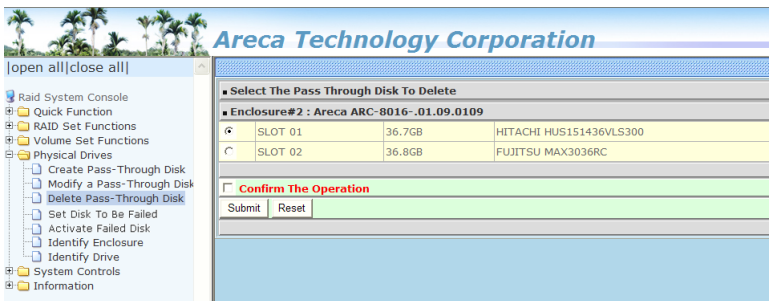 Areca Technology Corporation
|open all|close all|
Raid System Console
Quick Function
RAID Set Functions
Volume Set Functions
Physical Drives
Create Pass-Through Disk
Modify a Pass-Through Disk
Delete Pass-Through Disk
Set Disk To Be Failed
Activate Failed Disk
Identify Enclosure
Identify Drive
System Controls
Information
Select The Pass Through Disk To Delete
Enclosure#2 : Areca ARC-8016-.01.09.0109
SLOT 01 36.7GB HITACHI HUS151436VLS300
SLOT 02 36.8GB FUJITSU MAX3036RC
Confirm The Operation
Submit Reset